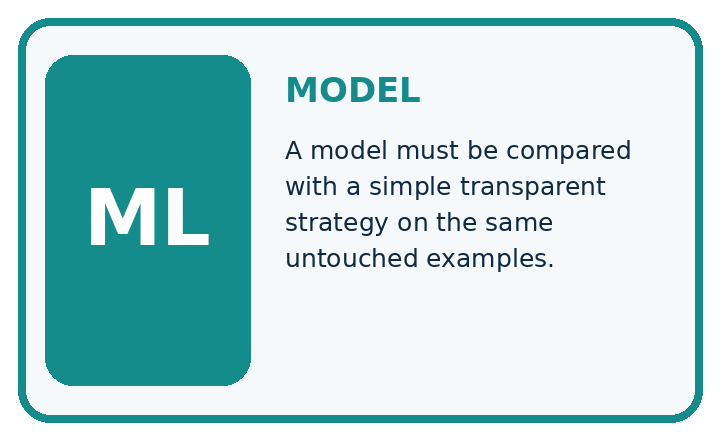 ML
MODEL
A model must be compared
with a simple transparent
strategy on the same
untouched examples.